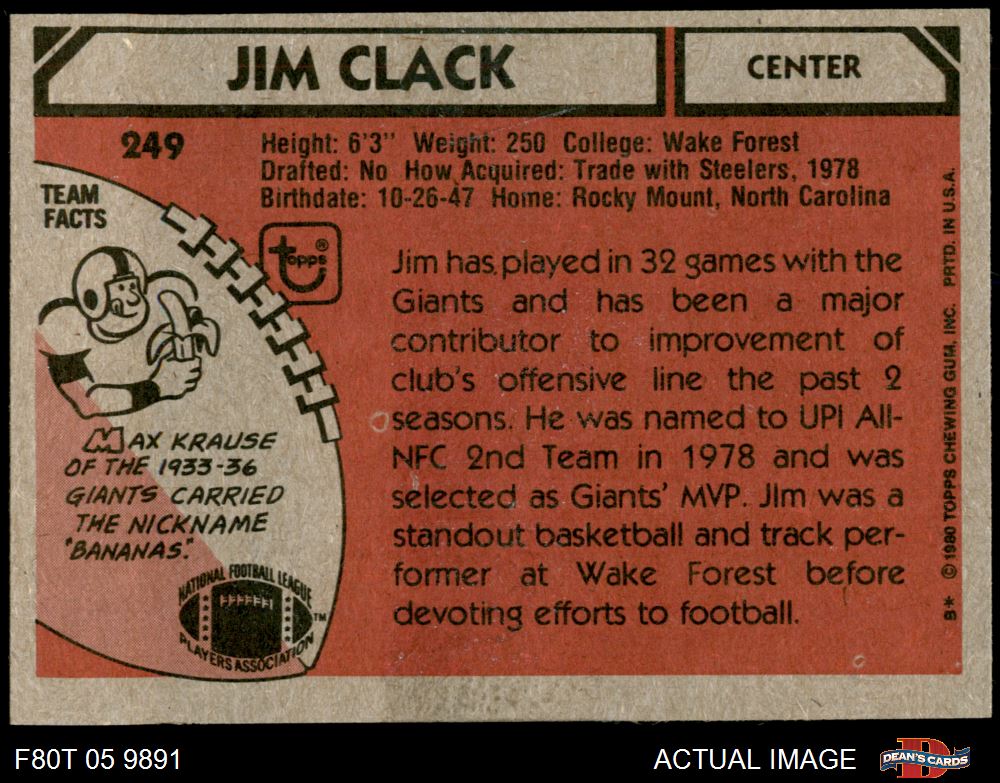 JIM CLACK
CENTER
249
Height: 6'3" Weight: 250 College: Wake Forest
Drafted: No How Acquired: Trade with Steelers, 1978
Birthdate: 10-26-47 Home: Rocky Mount, North Carolina
TEAM
FACTS
topps®
Jim has played in 32 games with the
Giants and has been a major
contributor to improvement of
club's offensive line the past 2
seasons. He was named to UPI All-
NFC 2nd Team in 1978 and was
selected as Giants' MVP. JIm was a
standout basketball and track per-
former at Wake Forest before
devoting efforts to football.
MAX KRAUSE
OF THE 1933-36
GIANTS CARRIED
THE NICKNAME
"BANANAS."
NATIONAL FOOTBALL LEAGUE
PLAYERS ASSOCIATION
TM
B* © 1980 TOPPS CHEWING GUM, INC. PRTD. IN U.S.A.
F80T 05 9891
ACTUAL IMAGE
DEAN'S CARDS